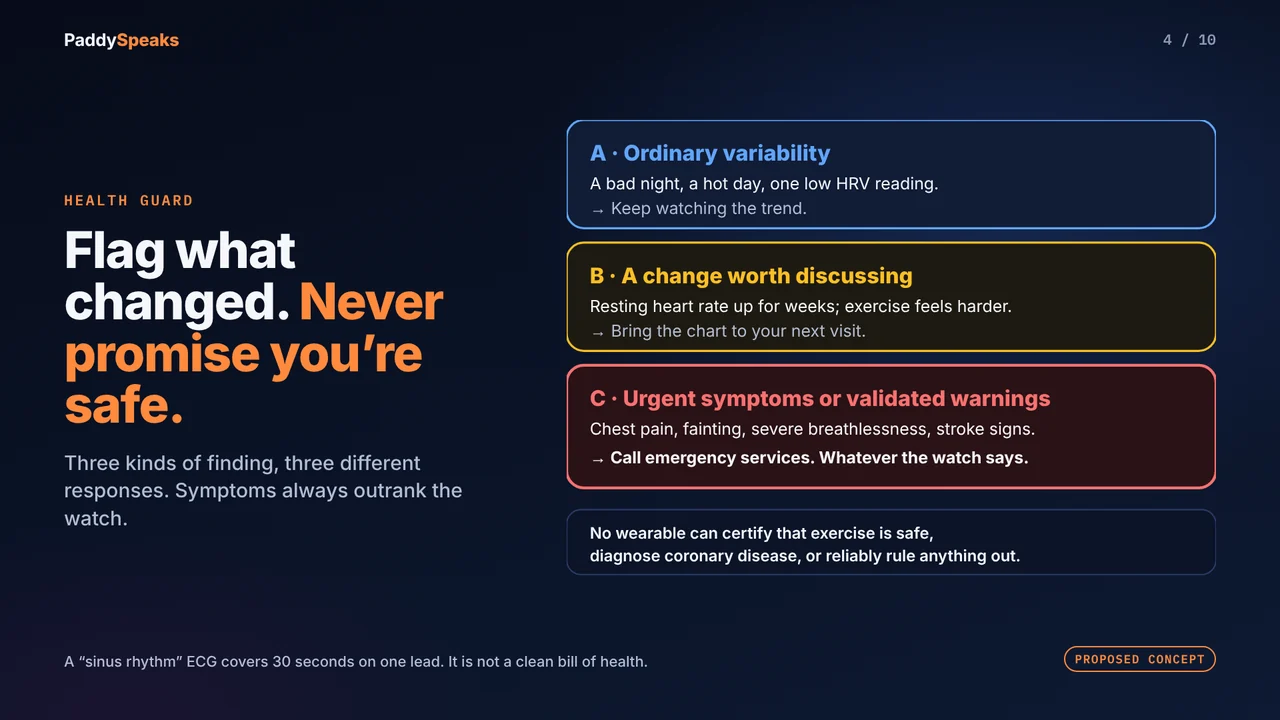 PaddySpeaks
4 / 10
HEALTH GUARD
Flag what
changed. Never
promise you’re
safe.
Three kinds of finding, three different
responses. Symptoms always outrank the
watch.
A · Ordinary variability
A bad night, a hot day, one low HRV reading.
→ Keep watching the trend.
B · A change worth discussing
Resting heart rate up for weeks; exercise feels harder.
→ Bring the chart to your next visit.
C · Urgent symptoms or validated warnings
Chest pain, fainting, severe breathlessness, stroke signs.
→ Call emergency services. Whatever the watch says.
No wearable can certify that exercise is safe,
diagnose coronary disease, or reliably rule anything out.
A “sinus rhythm” ECG covers 30 seconds on one lead. It is not a clean bill of health.
PROPOSED CONCEPT